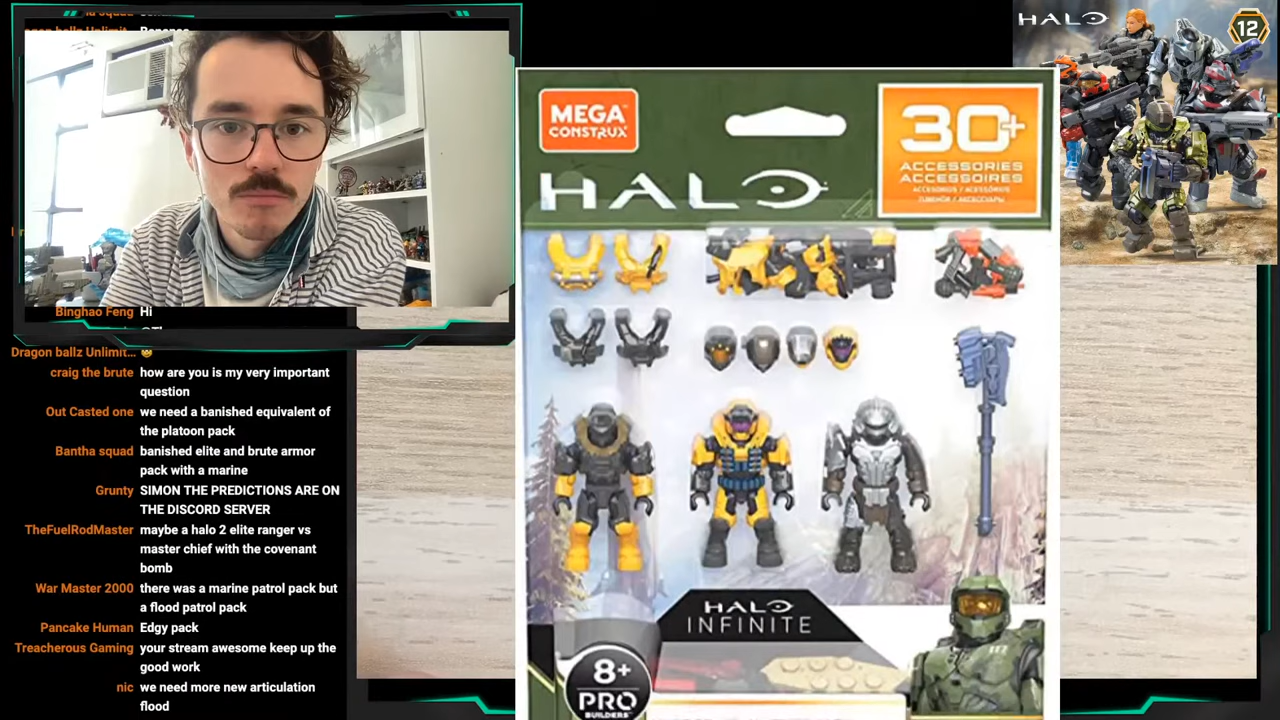 Binghao Feng Hi
Dragon ballz Unlimit... 😀
craig the brute how are you is my very important
question
Out Casted one we need a banished equivalent of
the platoon pack
Bantha squad banished elite and brute armor
pack with a marine
Grunty SIMON THE PREDICTIONS ARE ON
THE DISCORD SERVER
TheFuelRodMaster maybe a halo 2 elite ranger vs
master chief with the covenant
bomb
War Master 2000 there was a marine patrol pack but
a flood patrol pack
Pancake Human Edgy pack
Treacherous Gaming your stream awesome keep up the
good work
nic we need more new articulation
flood
MEGA
CONSTRUX
30+
ACCESSORIES
ACCESSOIRES
ACCESORIOS / ACESSÓRIOS
HALO
HALO
INFINITE
8+
PRO
BUILDERS
117
HALO
12